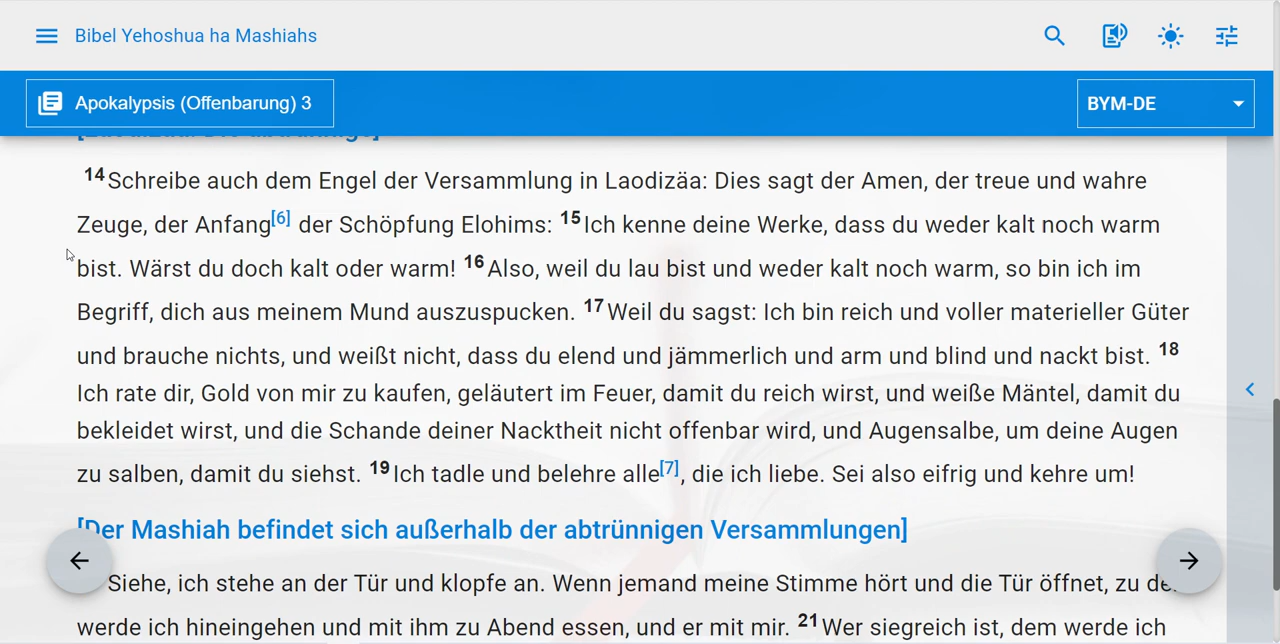 Bibel Yehoshua ha Mashiahs
Apokalypsis (Offenbarung) 3
BYM-DE
14 Schreibe auch dem Engel der Versammlung in Laodizäa: Dies sagt der Amen, der treue und wahre
Zeuge, der Anfang[6] der Schöpfung Elohims: 15 Ich kenne deine Werke, dass du weder kalt noch warm
bist. Wärst du doch kalt oder warm! 16 Also, weil du lau bist und weder kalt noch warm, so bin ich im
Begriff, dich aus meinem Mund auszuspucken. 17 Weil du sagst: Ich bin reich und voller materieller Güter
und brauche nichts, und weißt nicht, dass du elend und jämmerlich und arm und blind und nackt bist. 18
Ich rate dir, Gold von mir zu kaufen, geläutert im Feuer, damit du reich wirst, und weiße Mäntel, damit du
bekleidet wirst, und die Schande deiner Nacktheit nicht offenbar wird, und Augensalbe, um deine Augen
zu salben, damit du siehst. 19 Ich tadle und belehre alle[7], die ich liebe. Sei also eifrig und kehre um!
[Der Mashiah befindet sich außerhalb der abtrünnigen Versammlungen]
Siehe, ich stehe an der Tür und klopfe an. Wenn jemand meine Stimme hört und die Tür öffnet, zu
werde ich hineingehen und mit ihm zu Abend essen, und er mit mir. 21 Wer siegreich ist, dem werde ich